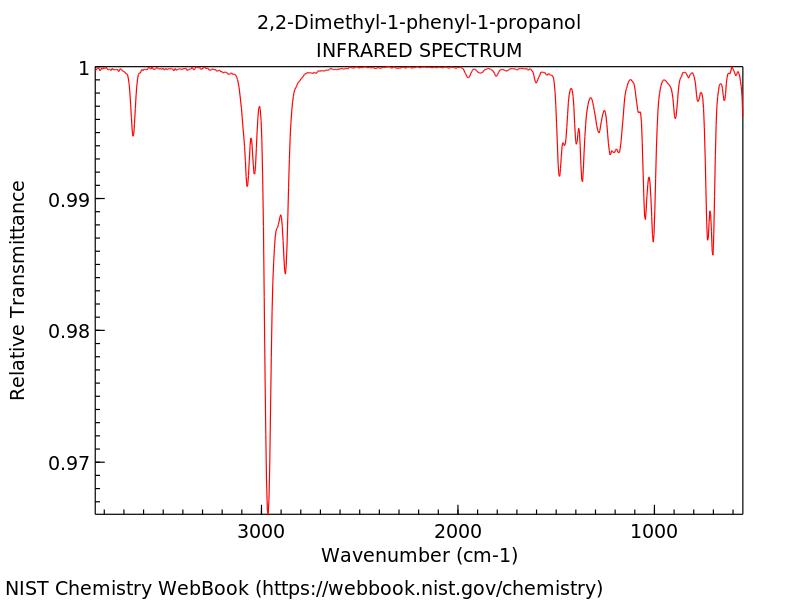 2,2-Dimethyl-1-phenyl-1-propanol
INFRARED SPECTRUM
1
0.99
0.98
0.97
Relative Transmittance
3000
2000
1000
Wavenumber (cm-1)
NIST Chemistry WebBook (https://webbook.nist.gov/chemistry)